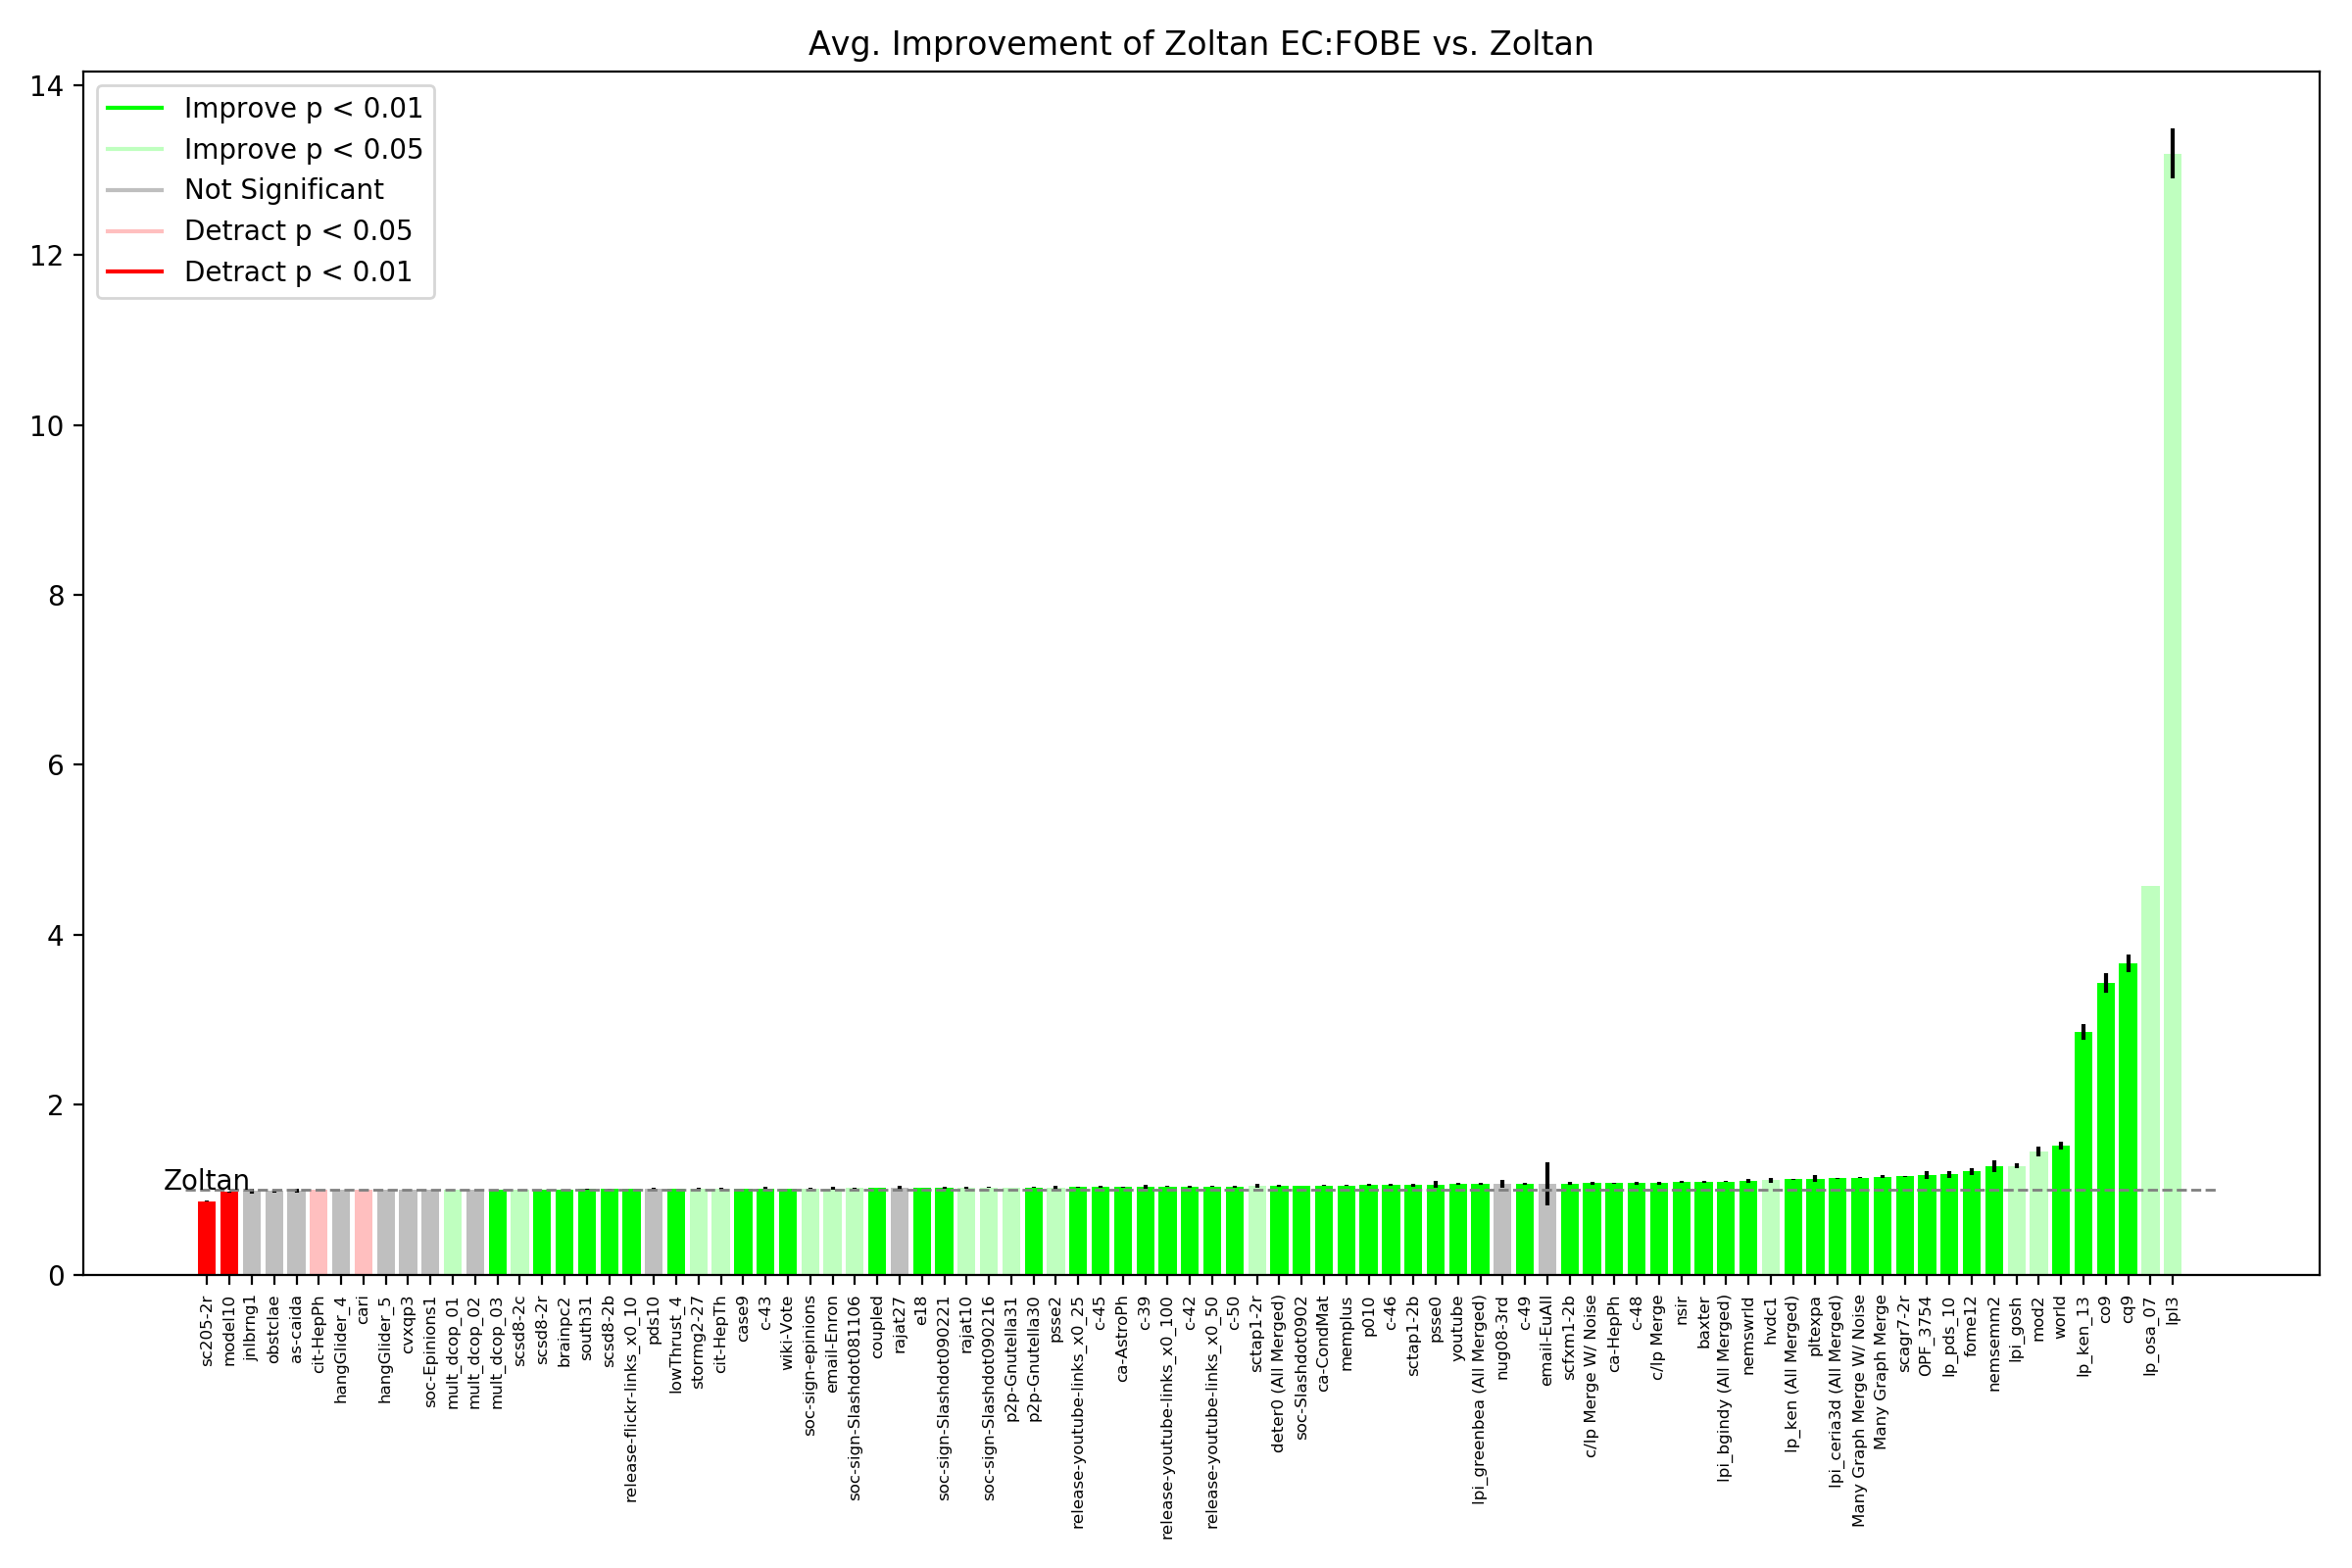 Avg. Improvement of Zoltan EC:FOBE vs. Zoltan
14
12
10
8
6
4
2
0
Improve p < 0.01
Improve p < 0.05
Not Significant
Detract p < 0.05
Detract p < 0.01
Zoltan
sc205-2r
model10
jnlbrng1
obstclae
as-caida
cit-HepPh
hangGlider_4
cari
hangGlider_5
cvxqp3
soc-Epinions1
mult_dcop_01
mult_dcop_02
mult_dcop_03
scsd8-2c
scsd8-2r
brainpc2
south31
scsd8-2b
release-flickr-links_x0_10
pds10
lowThrust_4
stormg2-27
cit-HepTh
case9
c-43
wiki-Vote
soc-sign-epinions
email-Enron
soc-sign-Slashdot081106
coupled
rajat27
e18
soc-sign-Slashdot090221
rajat10
soc-sign-Slashdot090216
p2p-Gnutella31
p2p-Gnutella30
psse2
release-youtube-links_x0_25
c-45
ca-AstroPh
c-39
release-youtube-links_x0_100
c-42
release-youtube-links_x0_50
c-50
sctap1-2r
deter0 (All Merged)
soc-Slashdot0902
ca-CondMat
memplus
p010
c-46
sctap1-2b
psse0
youtube
lpi_greenbea (All Merged)
nug08-3rd
c-49
email-EuAll
scfxm1-2b
c/lp Merge W/ Noise
ca-HepPh
c-48
c/lp Merge
nsir
baxter
lpi_bgindy (All Merged)
nemswrld
hvdc1
lp_ken (All Merged)
pltexpa
lpi_ceria3d (All Merged)
Many Graph Merge W/ Noise
Many Graph Merge
scagr7-2r
OPF_3754
lp_pds_10
fome12
nemsemm2
lpi_gosh
mod2
world
lp_ken_13
co9
cq9
lp_osa_07
lpl3